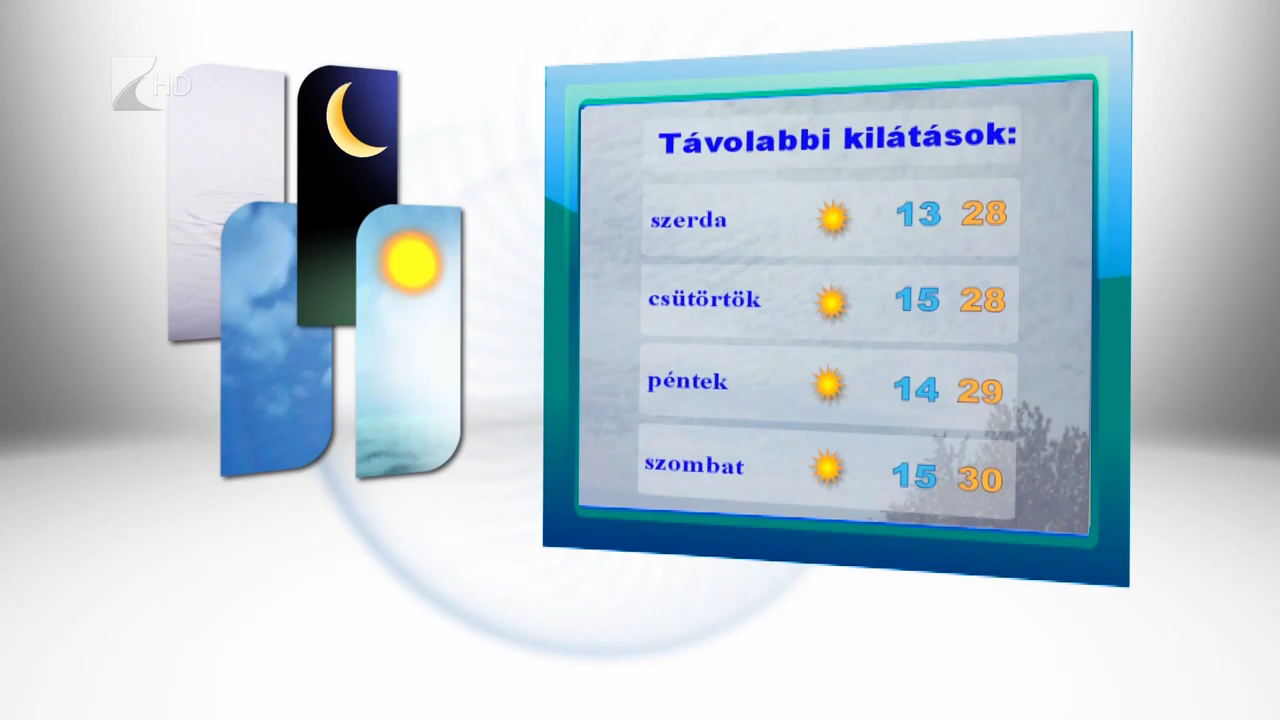 HD
Távolabbi kilátások:
szerda 13 28
csütörtök 15 28
péntek 14 29
szombat 15 30